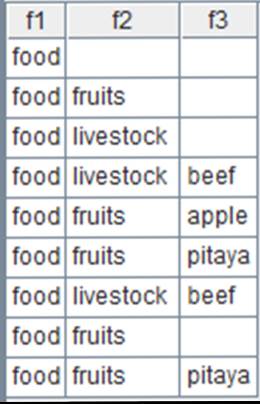 f1 f2 f3
food
food fruits
food livestock
food livestock beef
food fruits apple
food fruits pitaya
food livestock beef
food fruits
food fruits pitaya